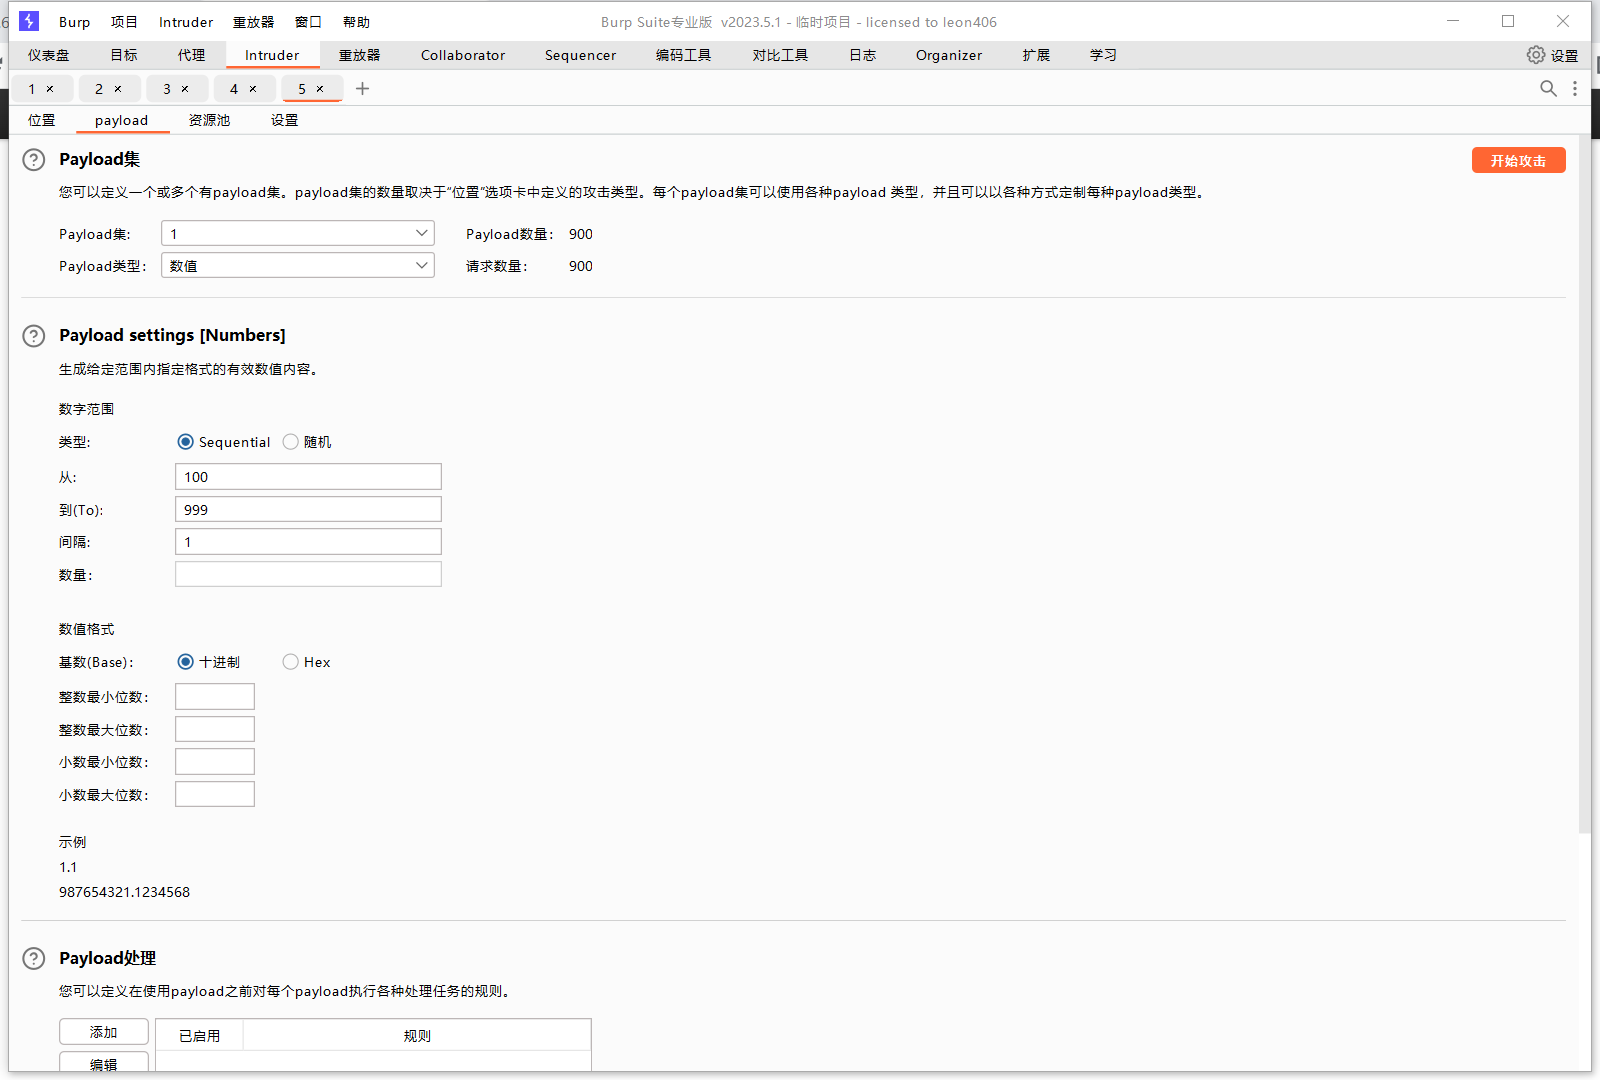 Burp 项目 Intruder 重放器 窗口 帮助 Burp Suite专业版 v2023.5.1 - 临时项目 - licensed to leon406
仪表盘 目标 代理 Intruder 重放器 Collaborator Sequencer 编码工具 对比工具 日志 Organizer 扩展 学习 设置
1 × 2 × 3 × 4 × 5 × +
位置 payload 资源池 设置
Payload集 开始攻击
您可以定义一个或多个有payload集。payload集的数量取决于“位置”选项卡中定义的攻击类型。每个payload集可以使用各种payload 类型，并且可以以各种方式定制每种payload类型。
Payload集: 1 Payload数量: 900
Payload类型: 数值 请求数量: 900
Payload settings [Numbers]
生成给定范围内指定格式的有效数值内容。
数字范围
类型: Sequential 随机
从: 100
到(To): 999
间隔: 1
数量:
数值格式
基数(Base): 十进制 Hex
整数最小位数:
整数最大位数:
小数最小位数:
小数最大位数:
示例
1.1
987654321.1234568
Payload处理
您可以定义在使用payload之前对每个payload执行各种处理任务的规则。
添加 已启用 规则
编辑